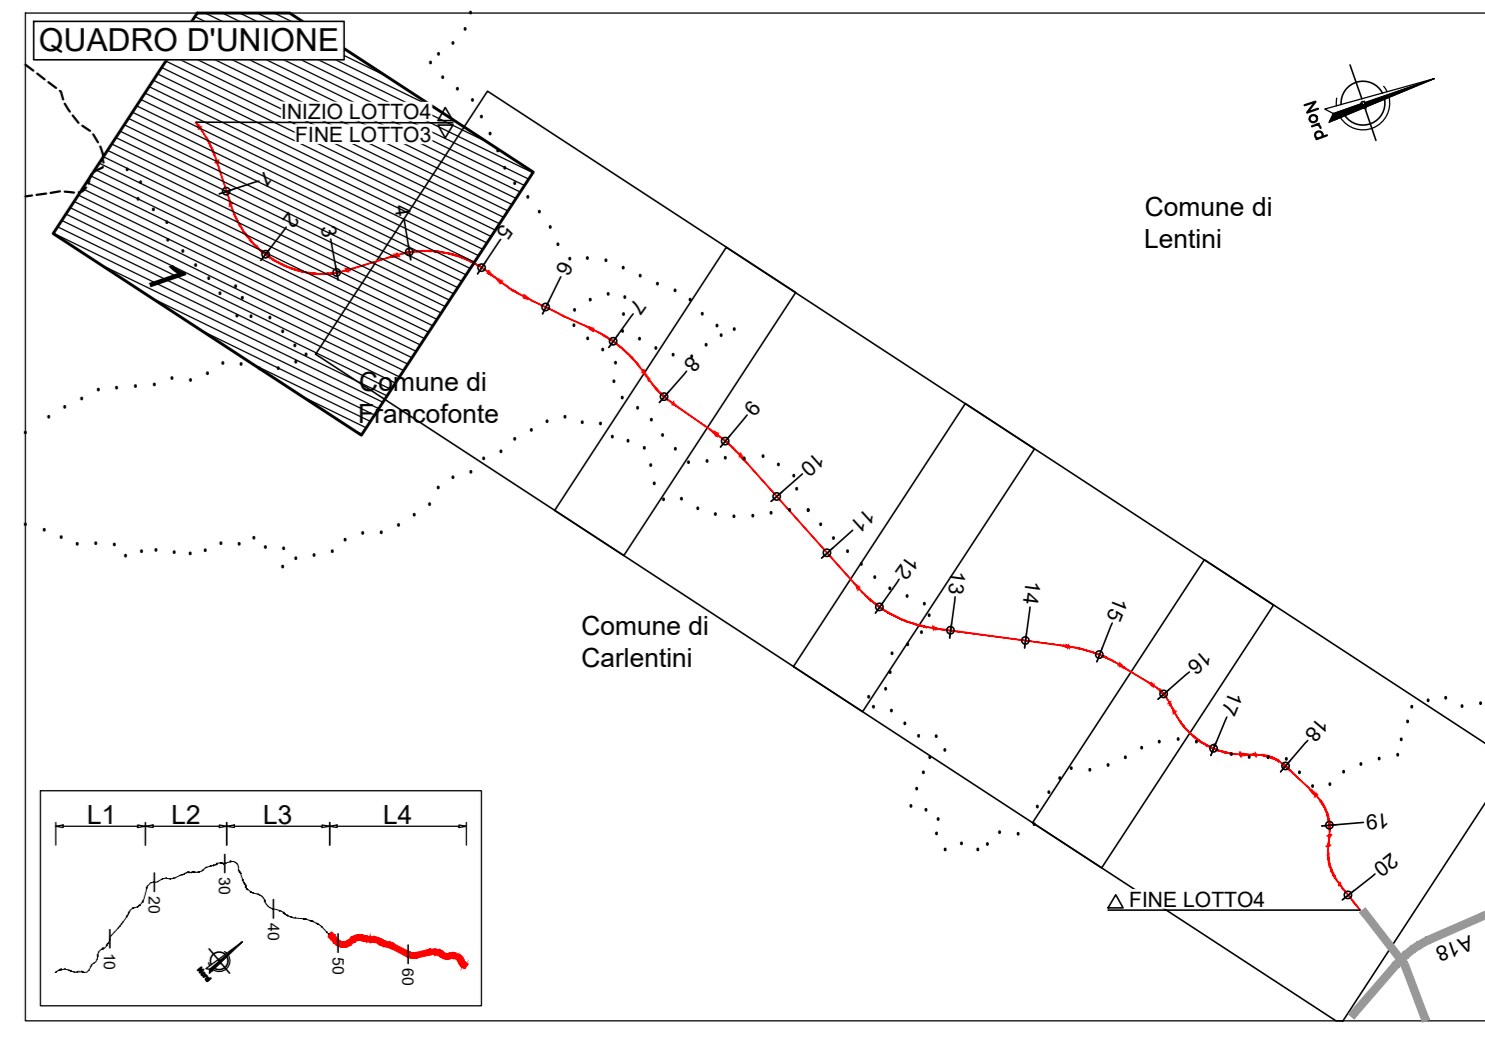 QUADRO D'UNIONE
INIZIO LOTTO4
FINE LOTTO3
Nord
Comune di
Lentini
1
2
3
4
5
6
7
8
9
10
11
12
13
14
15
16
17
18
19
20
Comune di
Francofonte
Comune di
Carlentini
FINE LOTTO4
A18
L1
L2
L3
L4
10
20
30
40
50
60
Nord